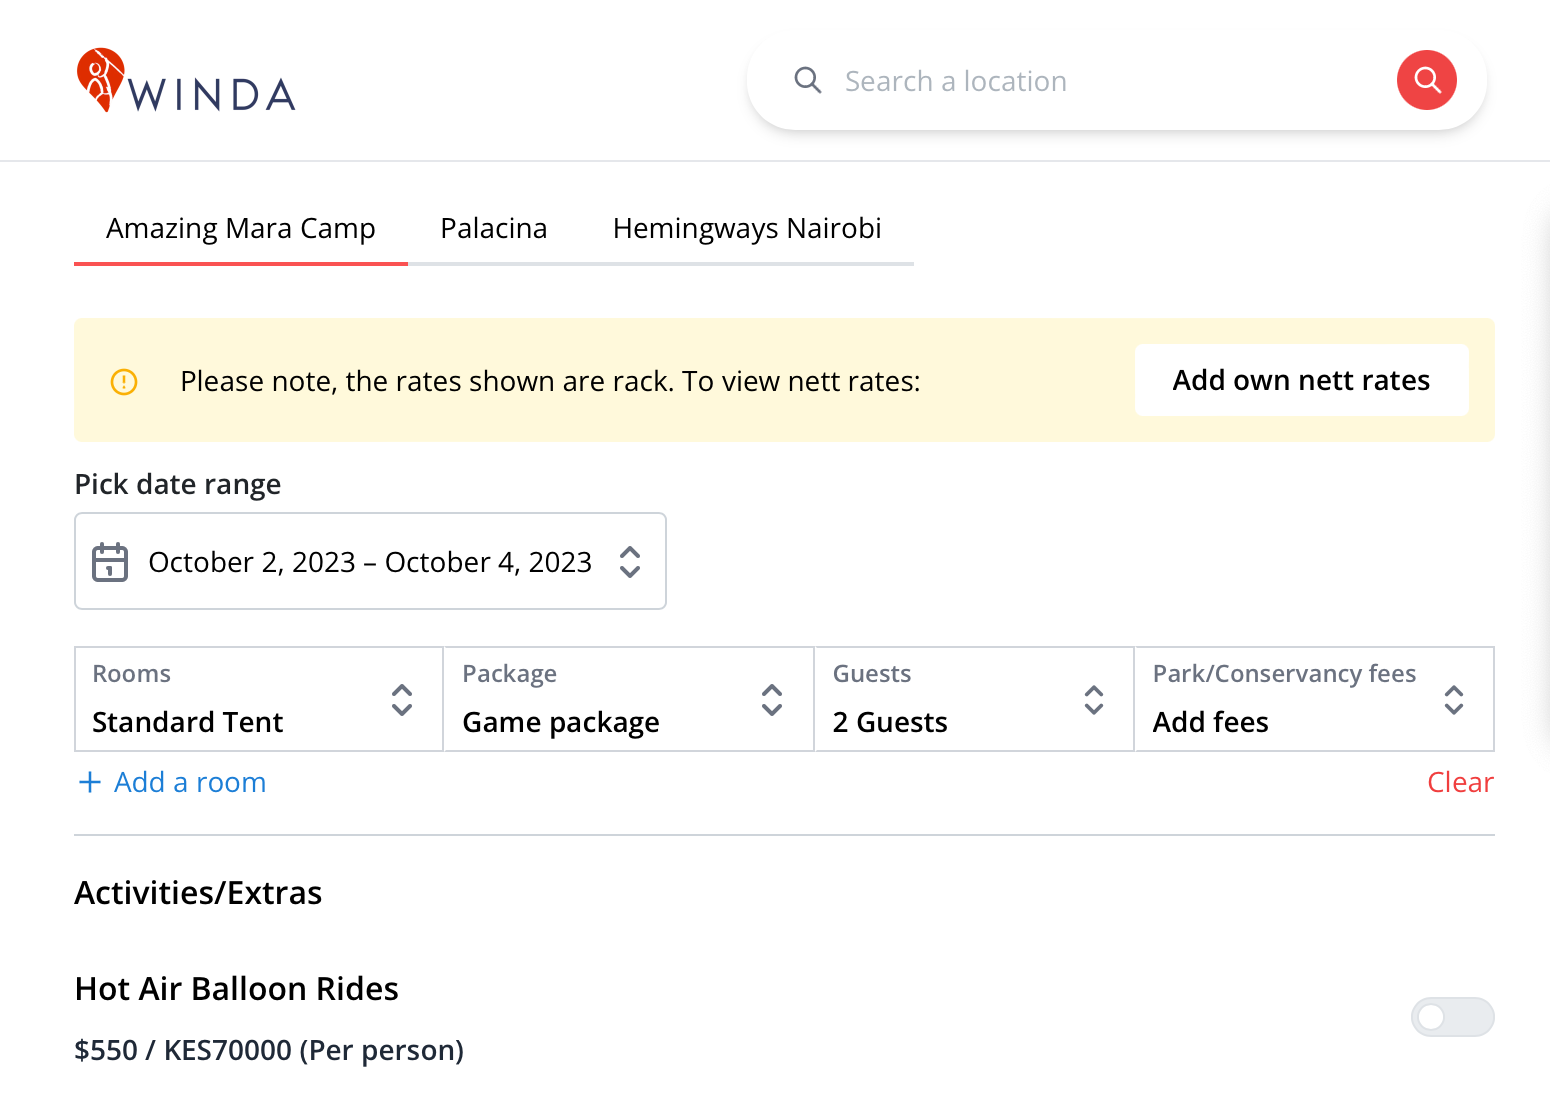 WINDA
Search a location
Amazing Mara Camp
Palacina
Hemingways Nairobi
Please note, the rates shown are rack. To view nett rates:
Add own nett rates
Pick date range
October 2, 2023 – October 4, 2023
Rooms
Standard Tent
Package
Game package
Guests
2 Guests
Park/Conservancy fees
Add fees
+ Add a room
Clear
Activities/Extras
Hot Air Balloon Rides
$550 / KES70000 (Per person)